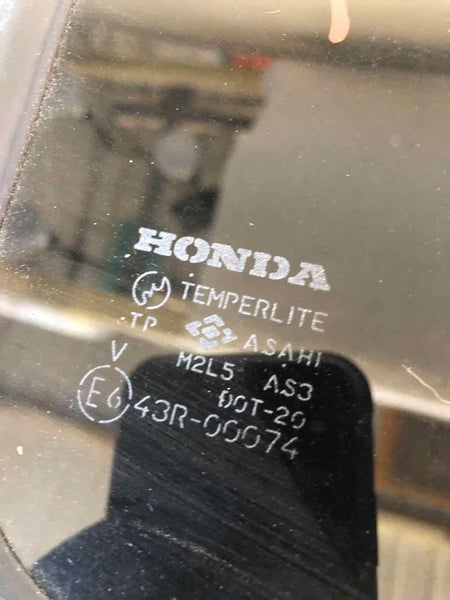 HONDA
TEMPERLITE
TP
ASAHI
V
M2L5 AS3
DOT-20
E6 43R-00074